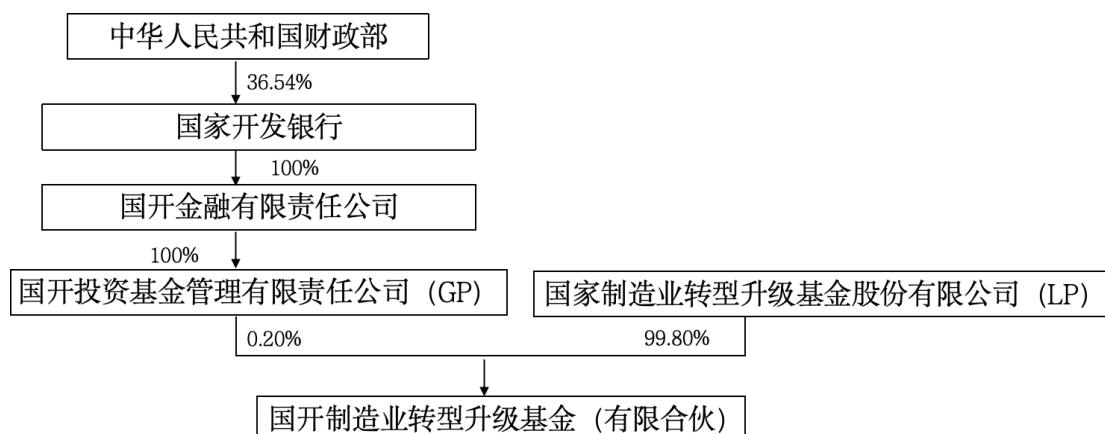 中华人民共和国财政部
36.54%
国家开发银行
100%
国开金融有限责任公司
100%
国开投资基金管理有限责任公司（GP）
国家制造业转型升级基金股份有限公司（LP）
0.20%
99.80%
国开制造业转型升级基金（有限合伙）